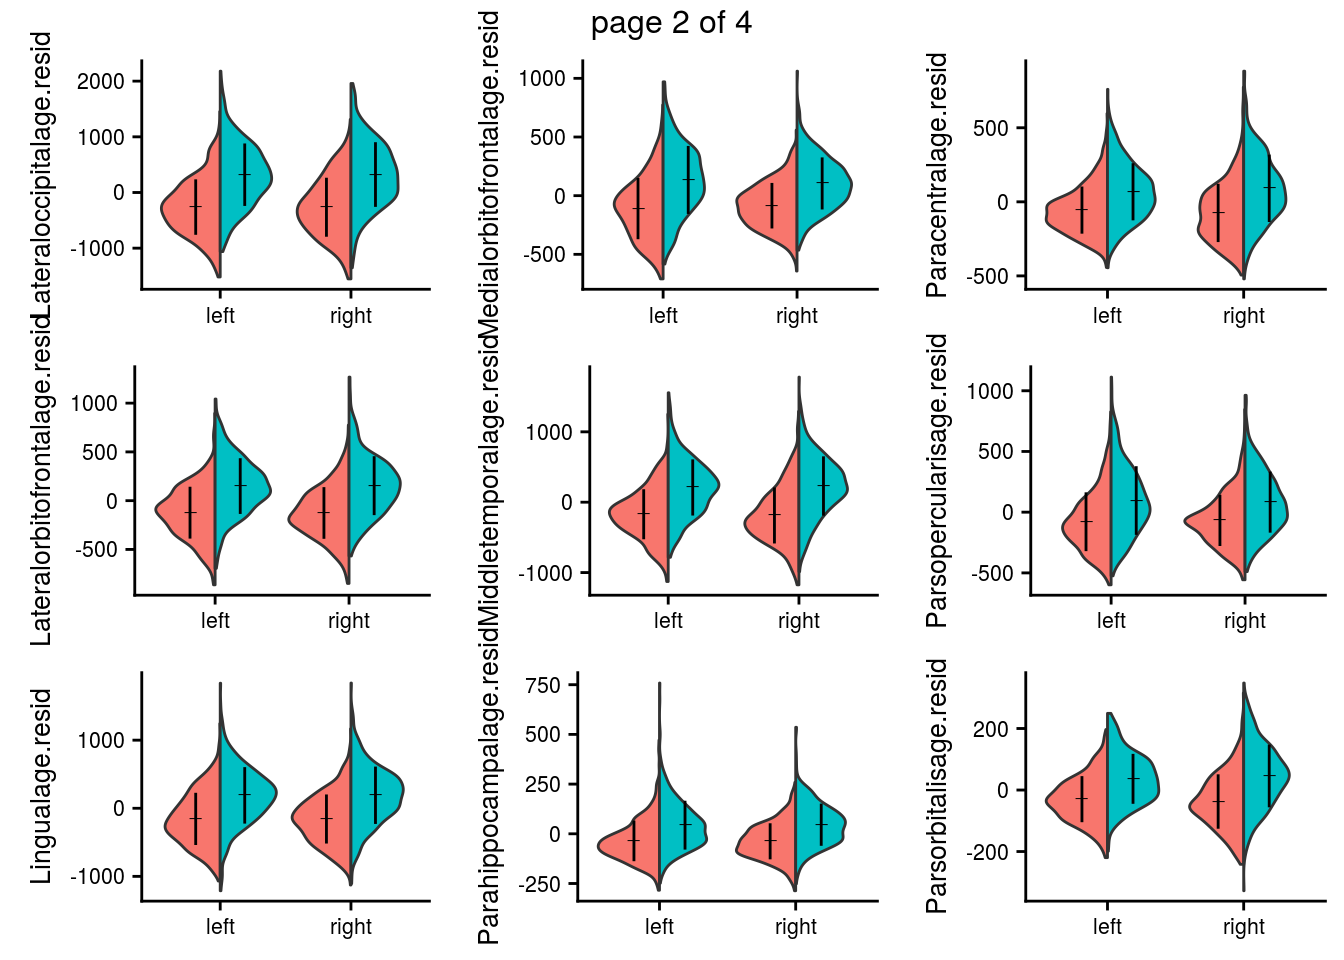 page 2 of 4
Lateraloccipitalage.resid
2000
1000
0
-1000
left
right
Medialorbitofrontalage.resid
1000
500
0
-500
left
right
Paracentralage.resid
500
0
-500
left
right
Lateralorbitofrontalage.resid
1000
500
0
-500
left
right
Middletemporalage.resid
1000
0
-1000
left
right
Parsopercularisage.resid
1000
500
0
-500
left
right
Lingualage.resid
1000
0
-1000
left
right
Parahippocampalage.resid
750
500
250
0
-250
left
right
Parsorbitalisage.resid
200
0
-200
left
right